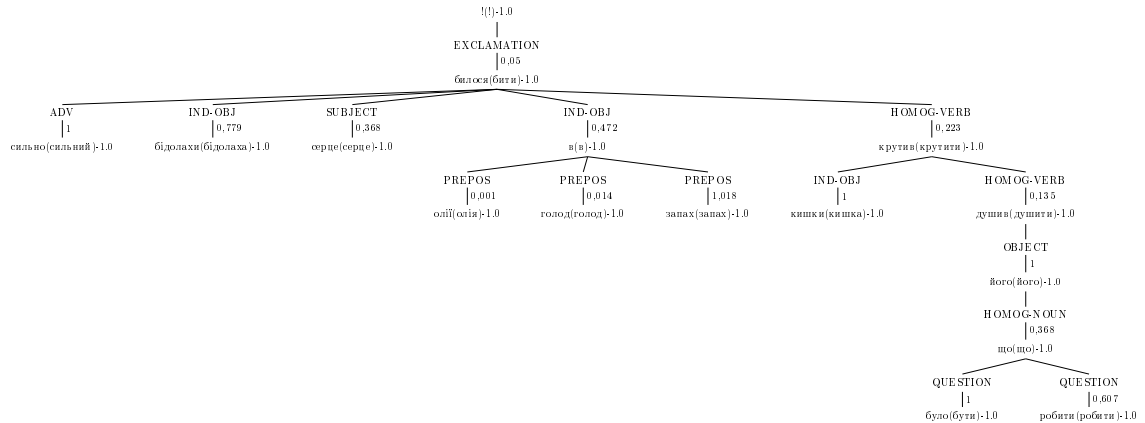 !(!)-1.0
EXCLAMATION
0,05
билося(бити)-1.0
ADV IND-OBJ SUBJECT IND-OBJ HOMOG-VERB
1 0,779 0,368 0,472 0,223
сильно(сильний)-1.0 бідолахи(бідолаха)-1.0 серце(серце)-1.0 в(в)-1.0 крутив(крутити)-1.0
PREPOS PREPOS PREPOS IND-OBJ HOMOG-VERB
0,001 0,014 1,018 1 0,135
олії(олія)-1.0 голод(голод)-1.0 запах(запах)-1.0 кишки(кишка)-1.0 душив(душити)-1.0
OBJECT
1
його(його)-1.0
HOMOG-NOUN
0,368
що(що)-1.0
QUESTION QUESTION
1 0,607
було(бути)-1.0 робити(робити)-1.0